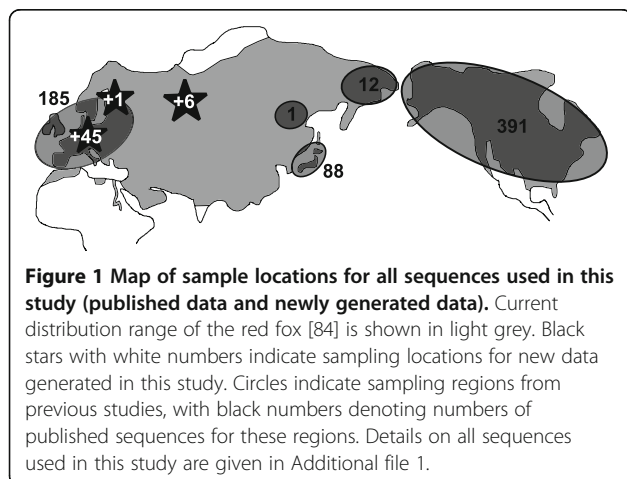 185
+1
+6
+45
1
12
88
391
Figure 1 Map of sample locations for all sequences used in this
study (published data and newly generated data). Current
distribution range of the red fox [84] is shown in light grey. Black
stars with white numbers indicate sampling locations for new data
generated in this study. Circles indicate sampling regions from
previous studies, with black numbers denoting numbers of
published sequences for these regions. Details on all sequences
used in this study are given in Additional file 1.